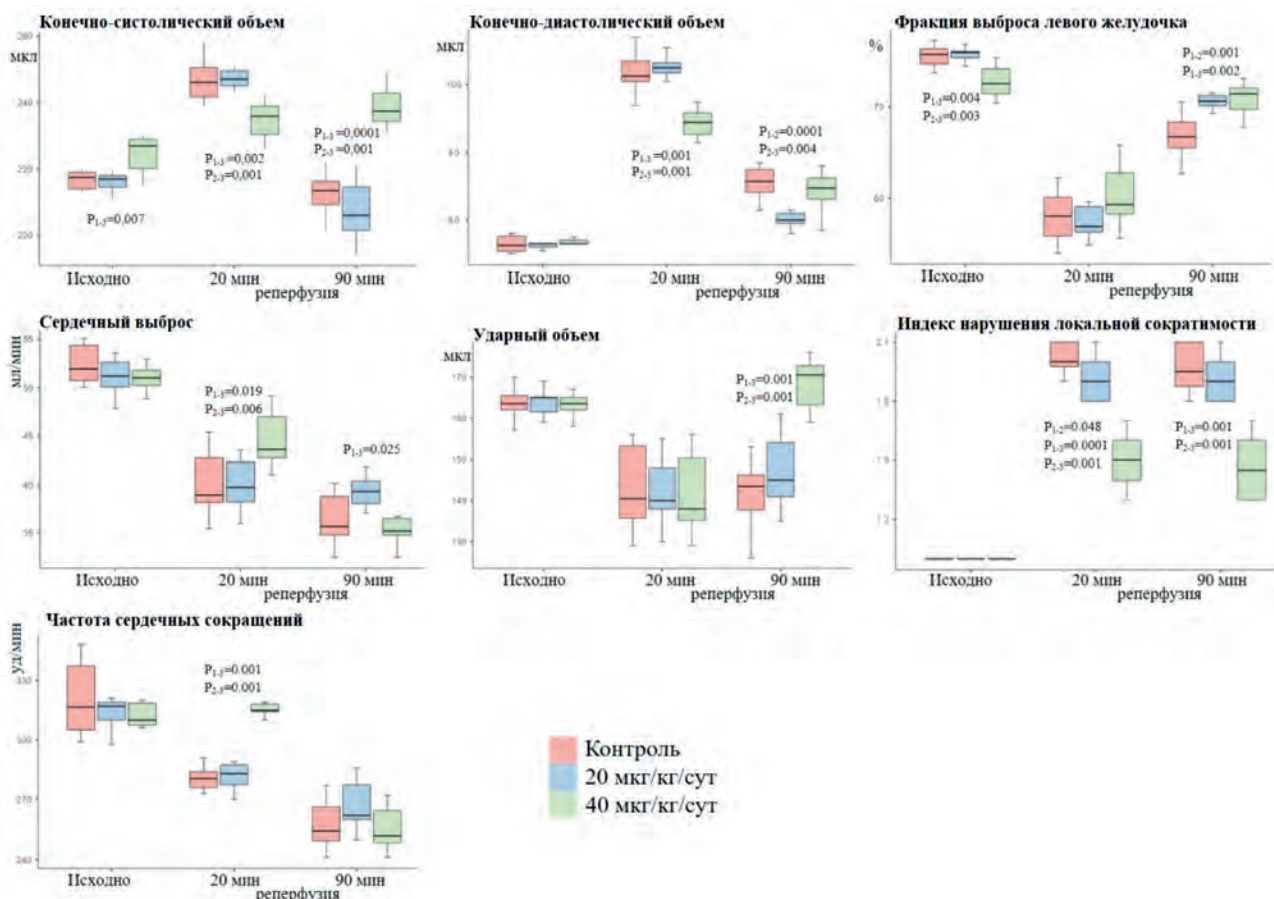 Конечно-систолический объем
мкл
260
240
220
200
P1-3=0,007
P1-3=0,002
P2-3=0,001
P1-3=0,0001
P2-3=0,001
Исходно
20 мин
90 мин
реперфузия
Конечно-диастолический объем
мкл
100
P1-3=0,001
P2-3=0,001
P1-2=0.0001
P2-3=0.004
Исходно
20 мин
90 мин
реперфузия
Фракция выброса левого желудочка
%
P1-3=0.004
P2-3=0.003
P1-2=0.001
P1-3=0.002
Исходно
20 мин
90 мин
реперфузия
Сердечный выброс
мл/мин
55
50
45
40
35
P1-3=0.019
P2-3=0.006
P1-3=0.025
Исходно
20 мин
90 мин
реперфузия
Ударный объем
мкл
170
160
P1-3=0.001
P2-3=0.001
Исходно
20 мин
90 мин
реперфузия
Индекс нарушения локальной сократимости
P1-2=0.048
P1-3=0.0001
P2-3=0.001
P1-3=0.001
P2-3=0.001
Исходно
20 мин
90 мин
реперфузия
Частота сердечных сокращений
уд/мин
P1-3=0.001
P2-3=0.001
Исходно
20 мин
90 мин
реперфузия
Контроль
20 мкг/кг/сут
40 мкг/кг/сут